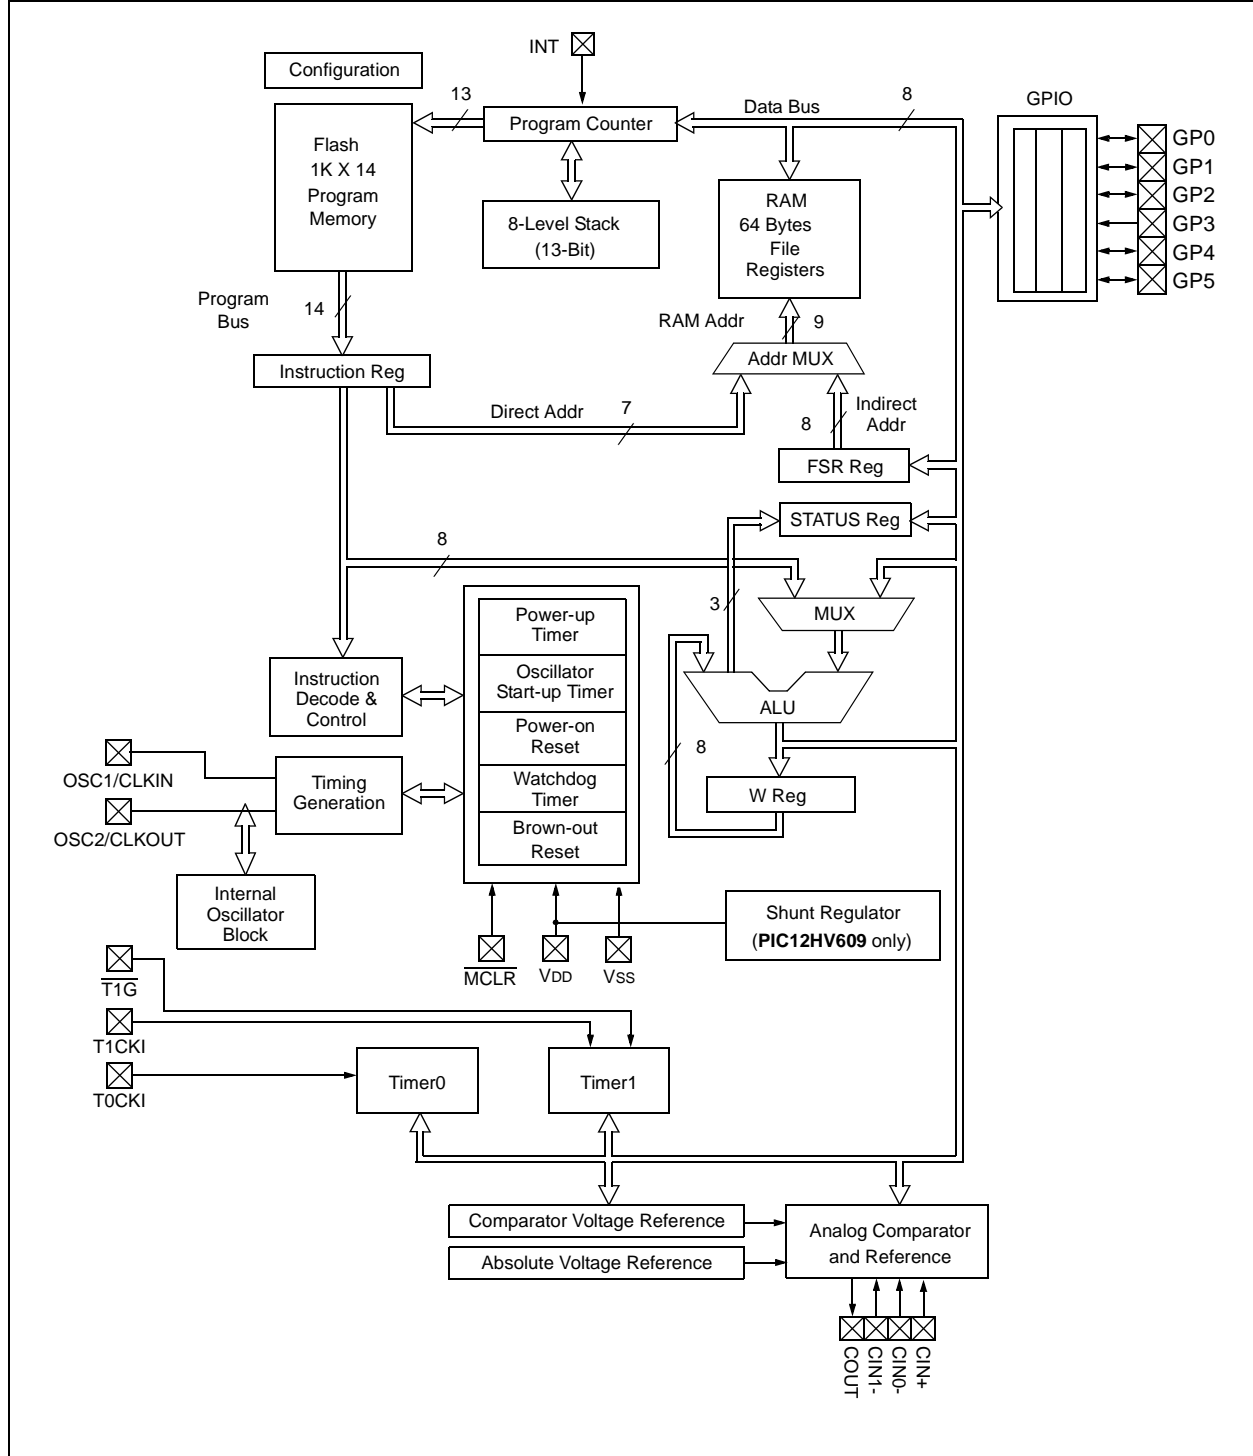 INT
Configuration
13
Data Bus
8
GPIO
Program Counter
Flash
1K X 14
Program
Memory
8-Level Stack
(13-Bit)
RAM
64 Bytes
File
Registers
GP0
GP1
GP2
GP3
GP4
GP5
Program
Bus
14
RAM Addr
9
Addr MUX
Instruction Reg
Direct Addr
7
Indirect
Addr
8
FSR Reg
STATUS Reg
8
3
MUX
Power-up
Timer
Oscillator
Start-up Timer
Power-on
Reset
Watchdog
Timer
Brown-out
Reset
Instruction
Decode &
Control
ALU
8
W Reg
OSC1/CLKIN
Timing
Generation
OSC2/CLKOUT
Internal
Oscillator
Block
Shunt Regulator
(PIC12HV609 only)
MCLR
VDD
VSS
T1G
T1CKI
T0CKI
Timer0
Timer1
Comparator Voltage Reference
Absolute Voltage Reference
Analog Comparator
and Reference
COUT
CIN1-
CIN0-
CIN+